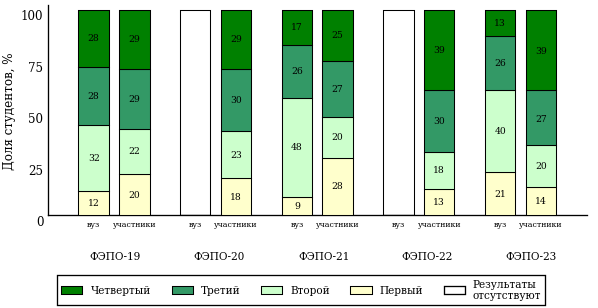 Доля студентов, %
100
75
50
25
0
28 29 29 17 25 39 13 39
28 29 30 26 27 30 26 27
32 22 23 48 20 18 40 20
12 20 18 9 28 13 21 14
вуз участники вуз участники вуз участники вуз участники вуз участники
ФЭПО-19 ФЭПО-20 ФЭПО-21 ФЭПО-22 ФЭПО-23
Четвертый Третий Второй Первый Результаты
отсутствуют